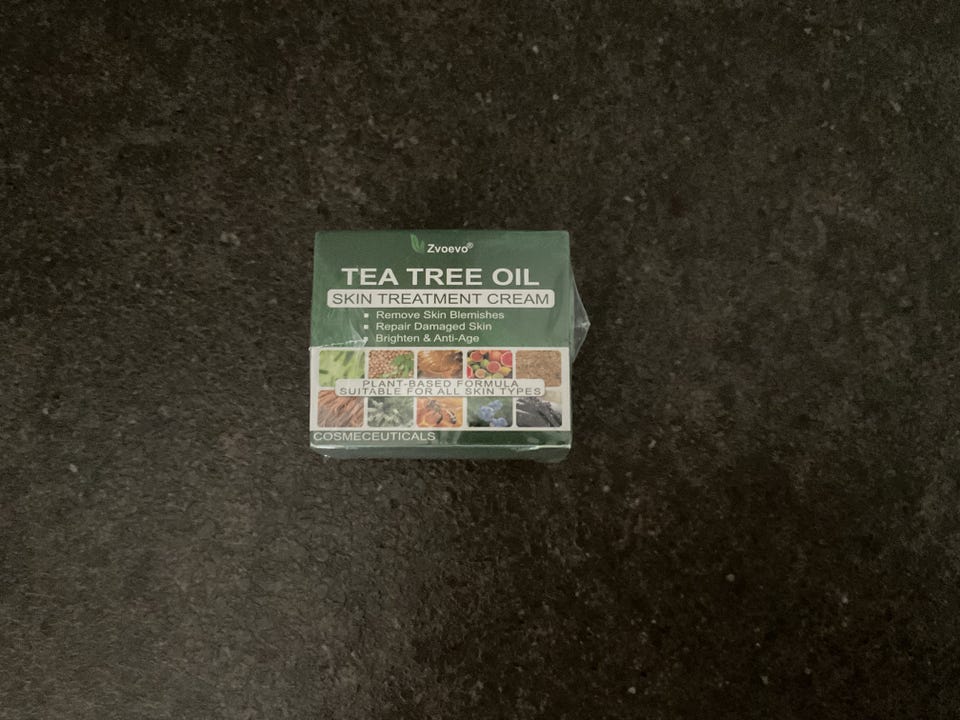 Zvoevo®
TEA TREE OIL
SKIN TREATMENT CREAM
▪ Remove Skin Blemishes
▪ Repair Damaged Skin
▪ Brighten & Anti-Age
PLANT-BASED FORMULA
SUITABLE FOR ALL SKIN TYPES
COSMECEUTICALS